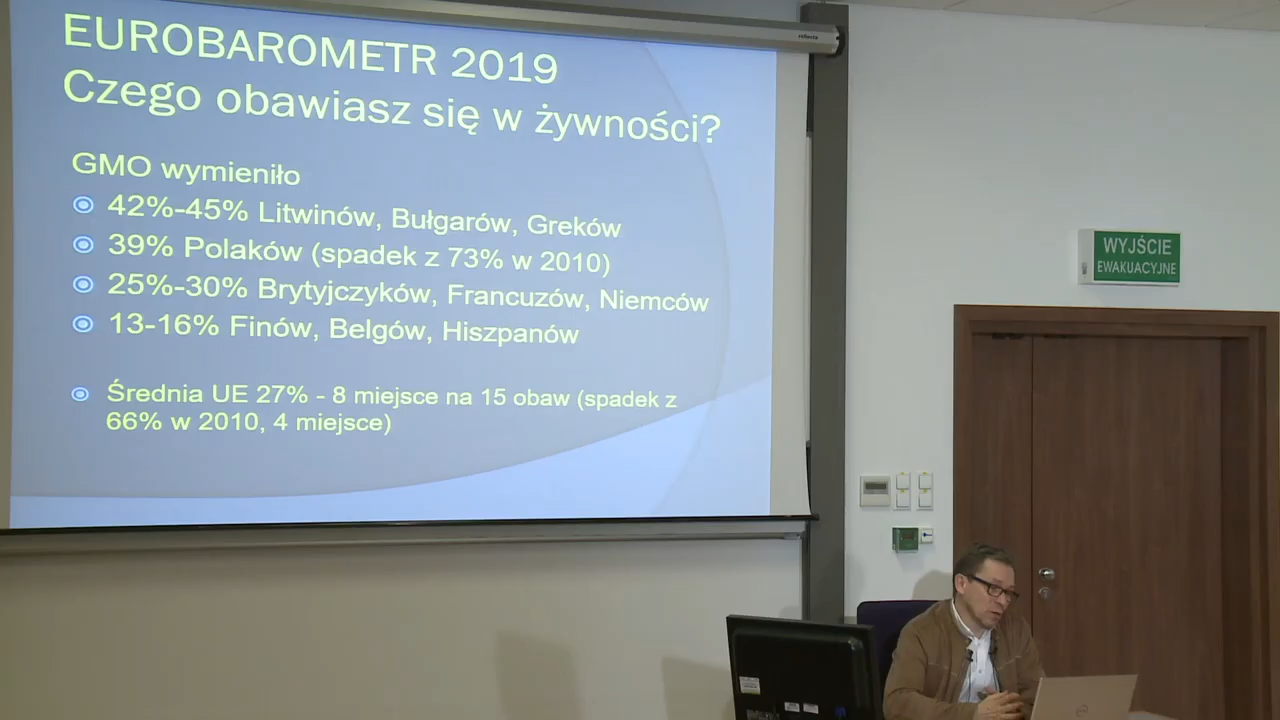 EUROBAROMETR 2019
Czego obawiasz się w żywności?
GMO wymieniło
42%-45% Litwinów, Bułgarów, Greków
39% Polaków (spadek z 73% w 2010)
25%-30% Brytyjczyków, Francuzów, Niemców
13-16% Finów, Belgów, Hiszpanów
Średnia UE 27% - 8 miejsce na 15 obaw (spadek z
66% w 2010, 4 miejsce)
reflecta
WYJŚCIE
EWAKUACYJNE
DELL